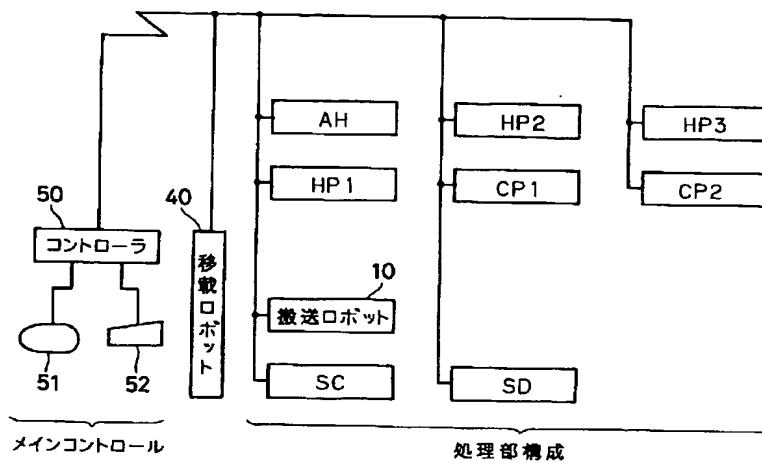 AH
HP2
HP3
HP1
CP1
CP2
50
コントローラ
40
移載ロボット
10
搬送ロボット
51
52
SC
SD
メインコントロール
処理部構成